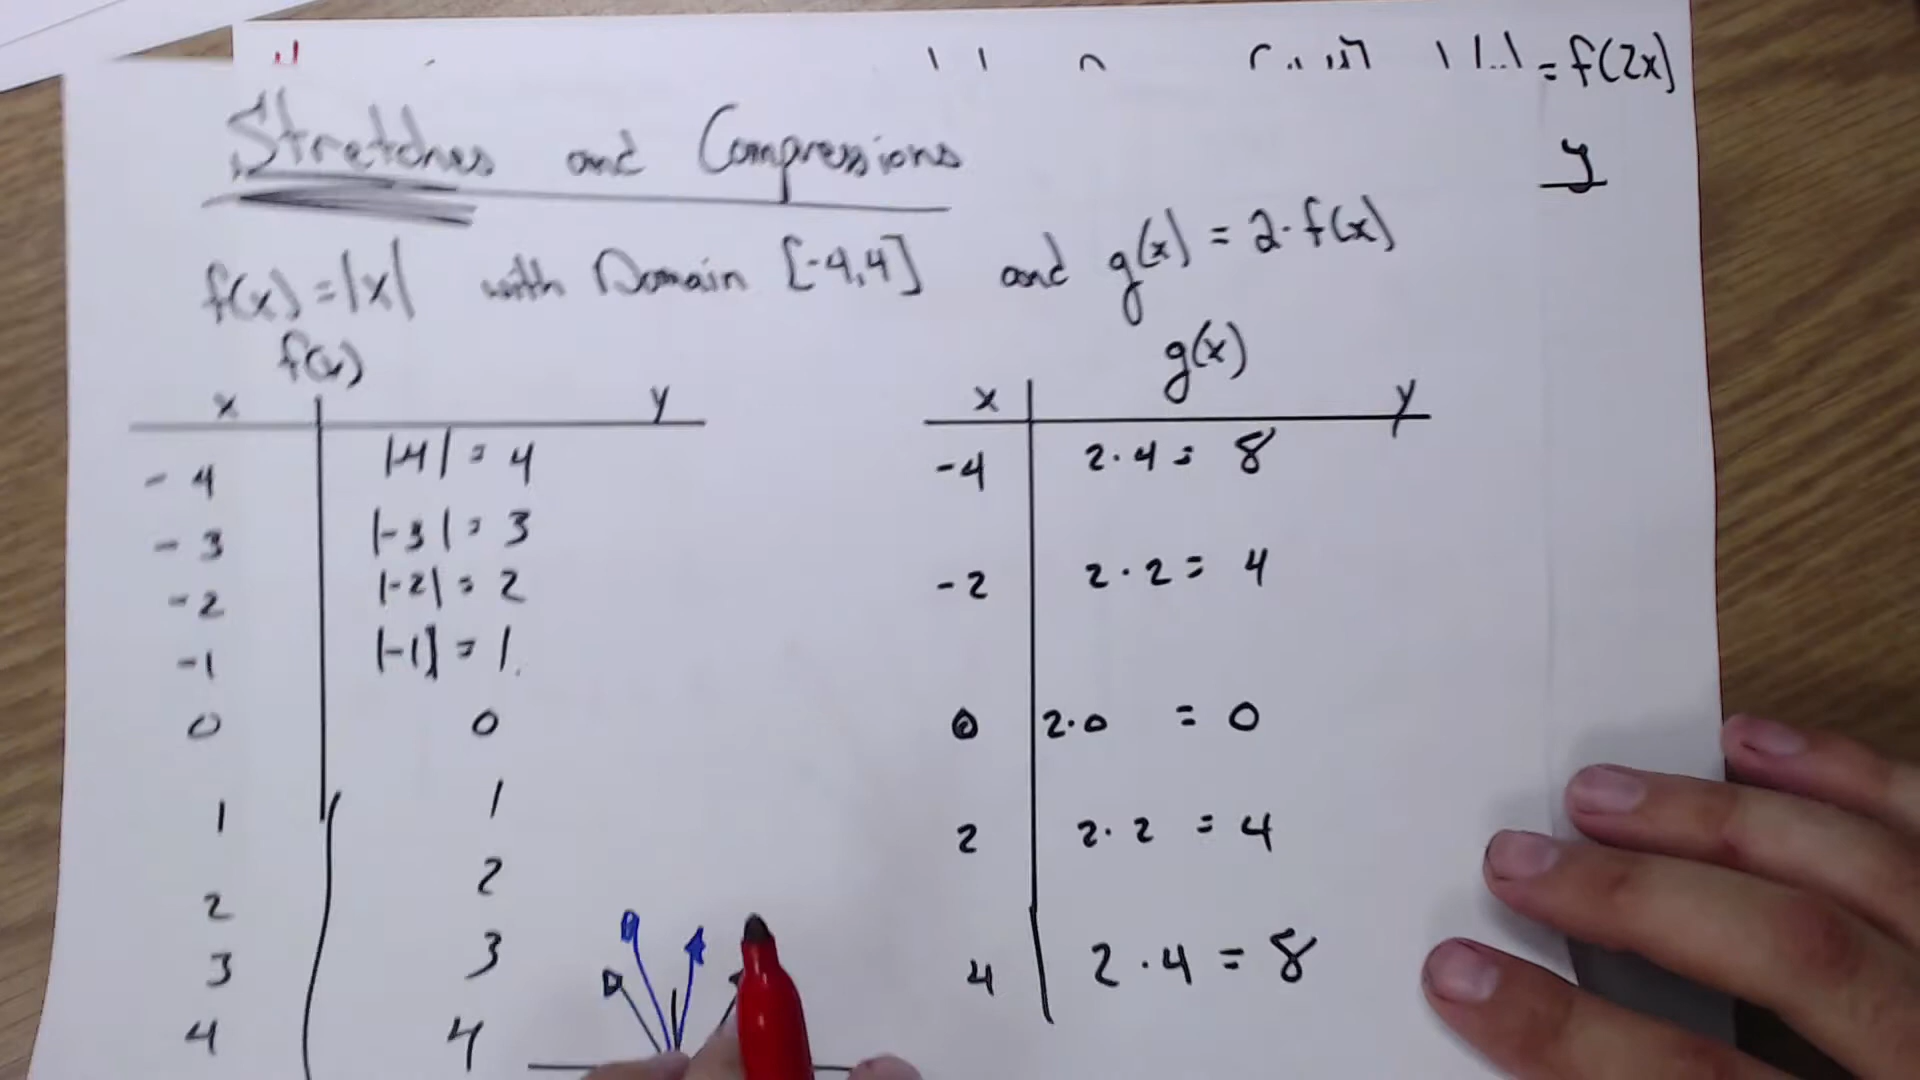 = f(2x)
Stretches and Compressions
y
f(x) = |x| with Domain [-4,4] and g(x) = 2·f(x)
f(x)
x y
-4 |-4| = 4
-3 |-3| = 3
-2 |-2| = 2
-1 |-1| = 1
0 0
1 1
2 2
3 3
4 4
g(x)
x y
-4 2·4 = 8
-2 2·2 = 4
0 2·0 = 0
2 2·2 = 4
4 2·4 = 8